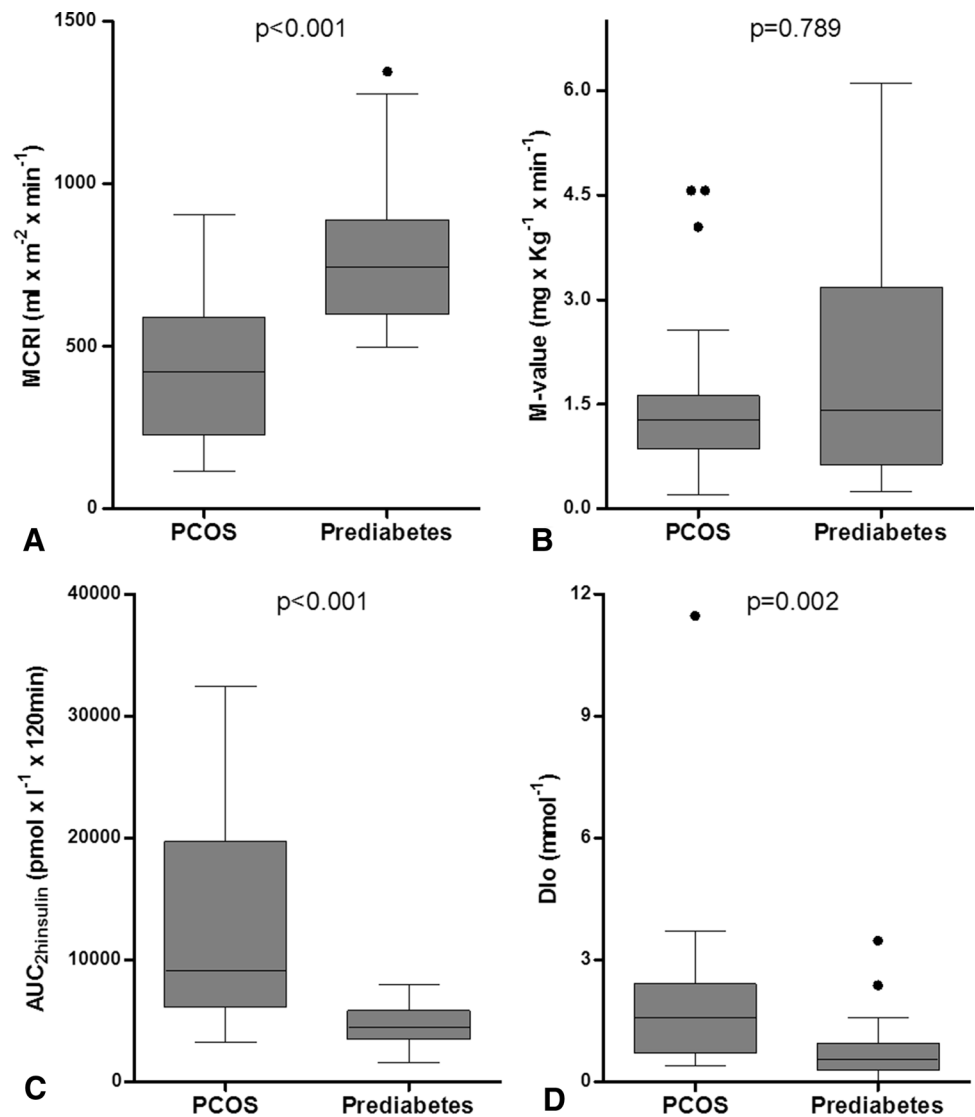 p<0.001
1500
1000
500
0
MCRI (ml x m⁻² x min⁻¹)
PCOS Prediabetes
A
p=0.789
6.0
4.5
3.0
1.5
0.0
M-value (mg x Kg⁻¹ x min⁻¹)
PCOS Prediabetes
B
p<0.001
40000
30000
20000
10000
0
AUC₂ₕᵢₙₛᵤₗᵢₙ (pmol x l⁻¹ x 120min)
PCOS Prediabetes
C
p=0.002
12
9
6
3
0
DIo (mmol⁻¹)
PCOS Prediabetes
D